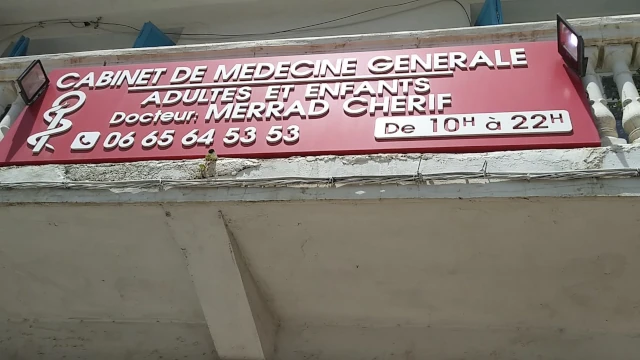 CABINET DE MEDECINE GENERALE
ADULTES ET ENFANTS
Docteur: MERRAD CHERIF
06 65 64 53 53
De 10H à 22H